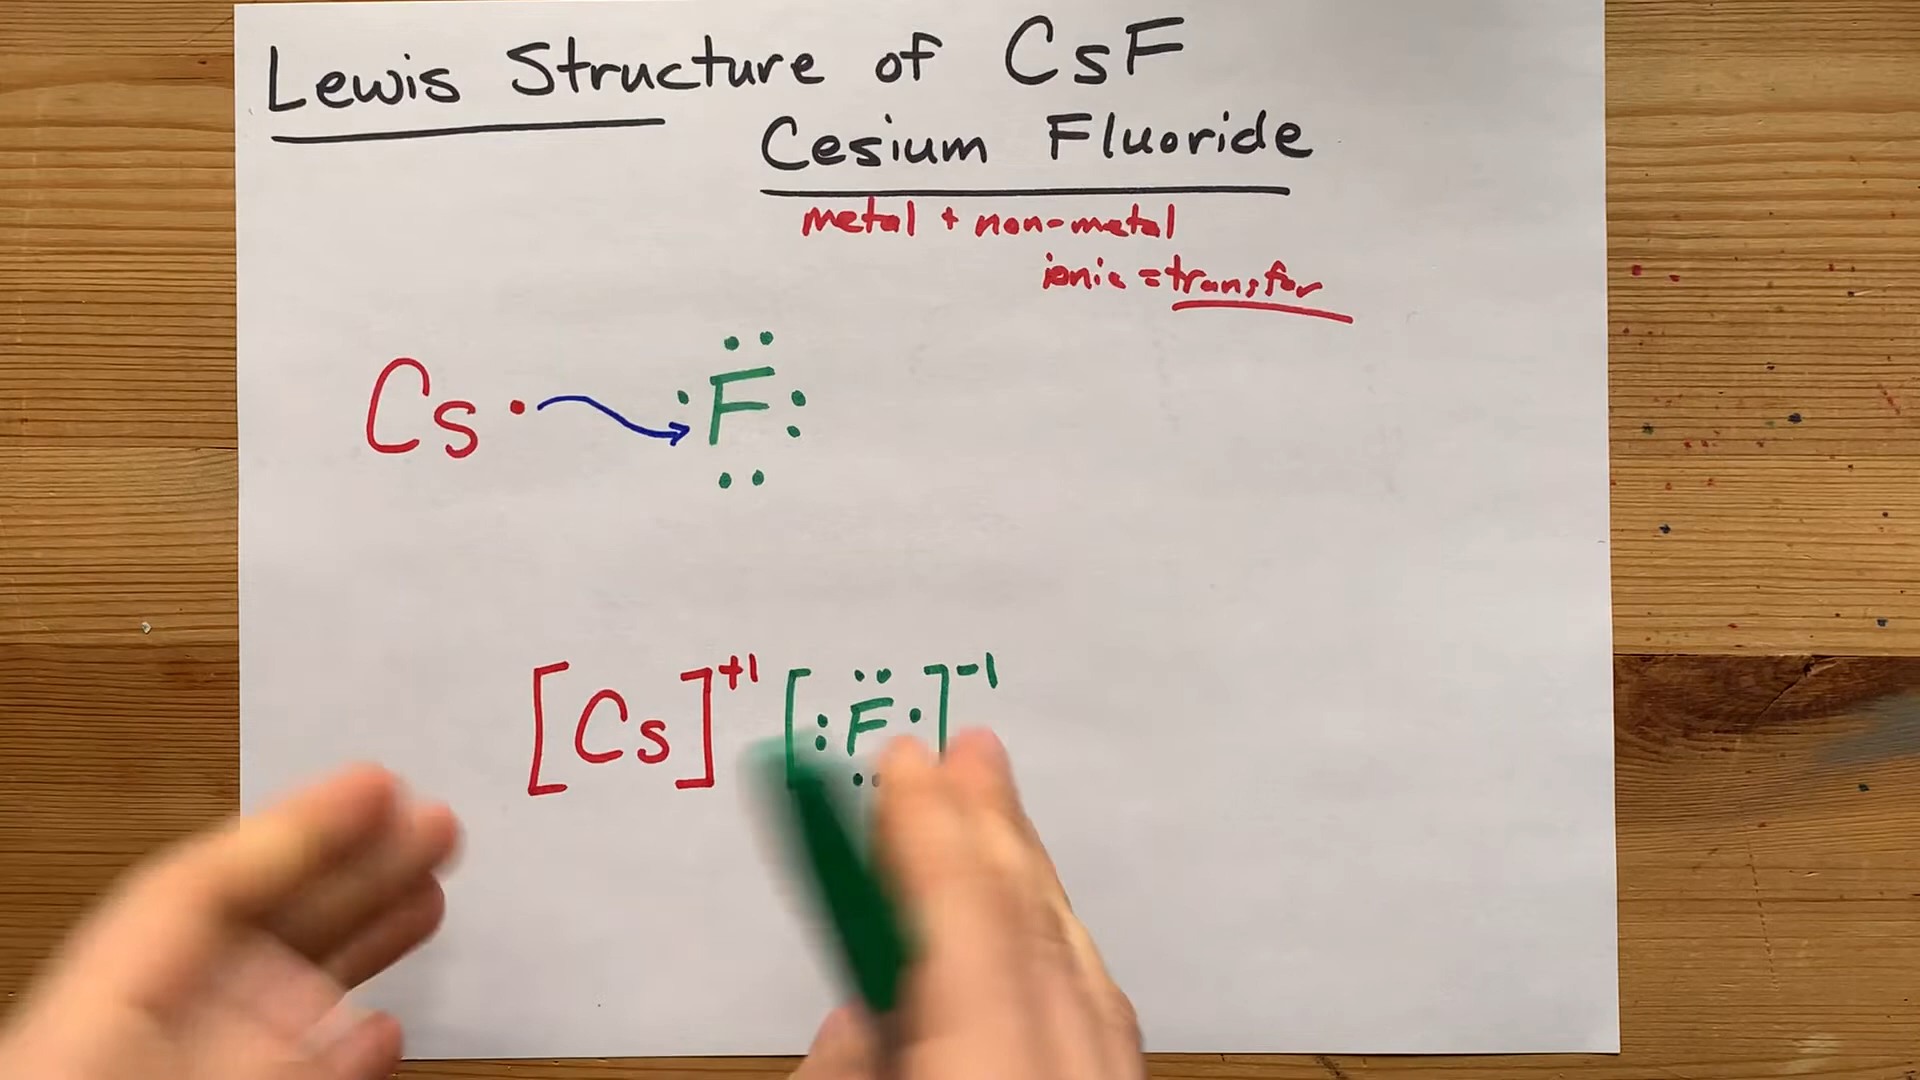 Lewis Structure of CsF
Cesium Fluoride
metal + non-metal
ionic = transfer
Cs F
[Cs]+1 [F]-1